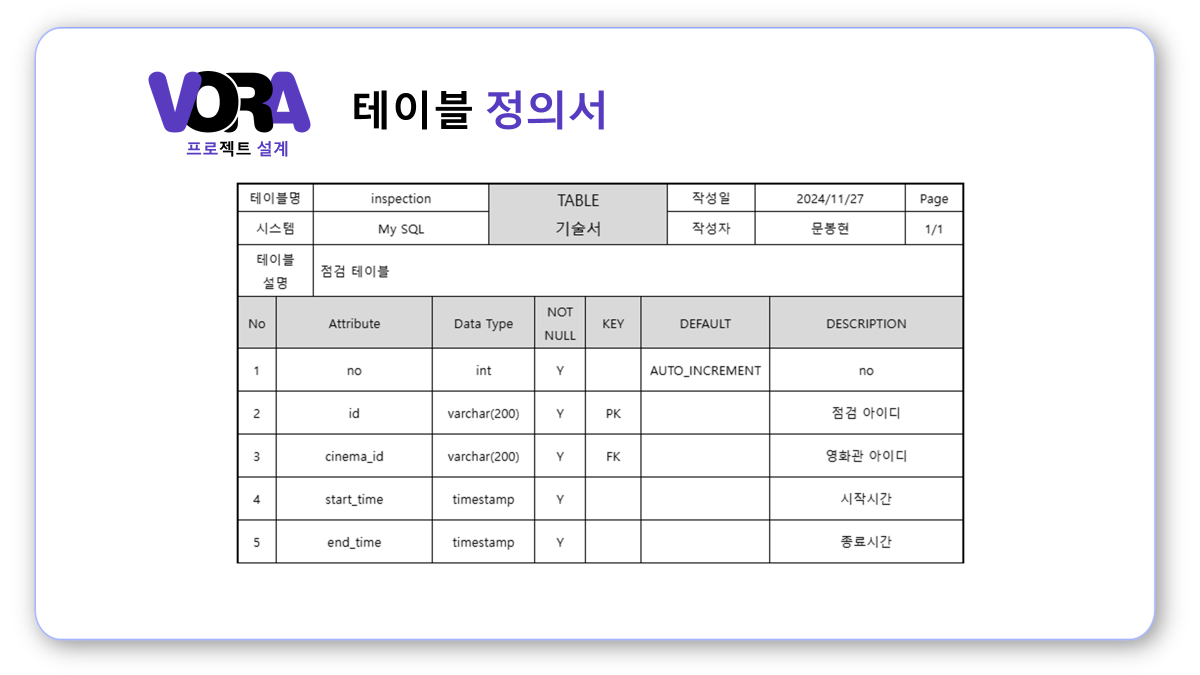 VORA
프로젝트 설계
테이블 정의서
테이블명 inspection TABLE 기술서 작성일 2024/11/27 Page
시스템 My SQL 작성자 문봉현 1/1
테이블 설명 점검 테이블
No Attribute Data Type NOT NULL KEY DEFAULT DESCRIPTION
1 no int Y AUTO_INCREMENT no
2 id varchar(200) Y PK 점검 아이디
3 cinema_id varchar(200) Y FK 영화관 아이디
4 start_time timestamp Y 시작시간
5 end_time timestamp Y 종료시간